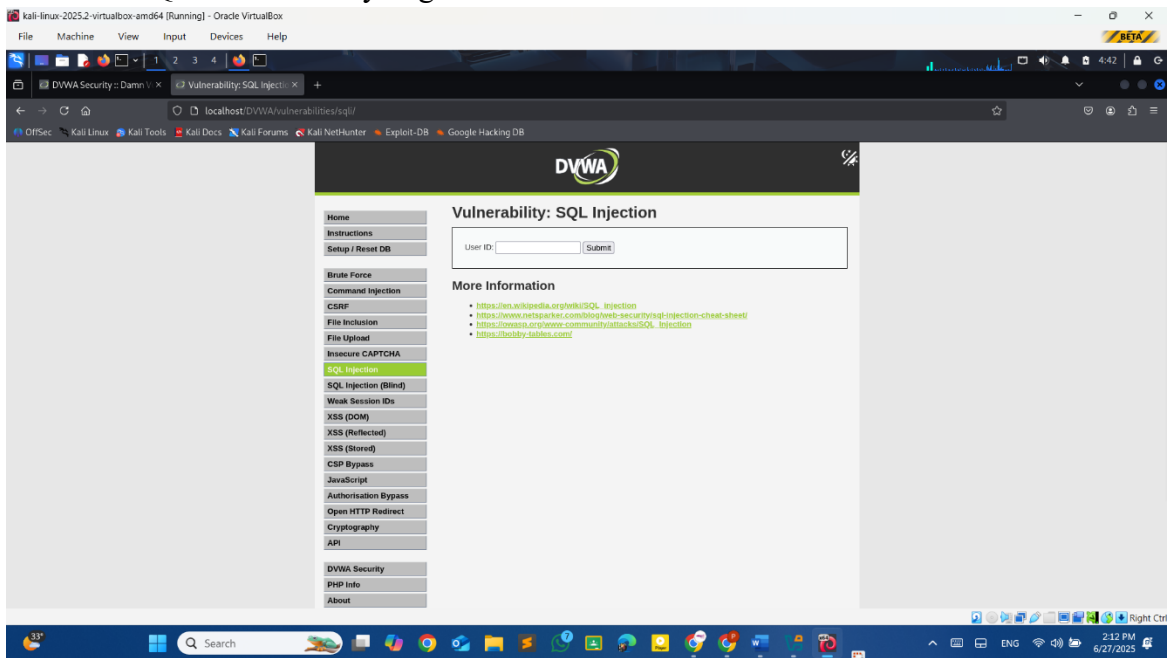 kali-linux-2025.2-virtualbox-amd64 [Running] - Oracle VirtualBox
File Machine View Input Devices Help
BETA
1 2 3 4
4:42
DVWA Security :: Damn V
Vulnerability: SQL Injectio
localhost/DVWA/vulnerabilities/sqli/
OffSec Kali Linux Kali Tools Kali Docs Kali Forums Kali NetHunter Exploit-DB Google Hacking DB
DVWA
Home
Instructions
Setup / Reset DB
Brute Force
Command Injection
CSRF
File Inclusion
File Upload
Insecure CAPTCHA
SQL Injection
SQL Injection (Blind)
Weak Session IDs
XSS (DOM)
XSS (Reflected)
XSS (Stored)
CSP Bypass
JavaScript
Authorisation Bypass
Open HTTP Redirect
Cryptography
API
DVWA Security
PHP Info
About
Vulnerability: SQL Injection
User ID: Submit
More Information
https://en.wikipedia.org/wiki/SQL_injection
https://www.netsparker.com/blog/web-security/sql-injection-cheat-sheet/
https://owasp.org/www-community/attacks/SQL_Injection
https://bobby-tables.com/
Right Ctrl
33°
Search
ENG
2:12 PM
6/27/2025